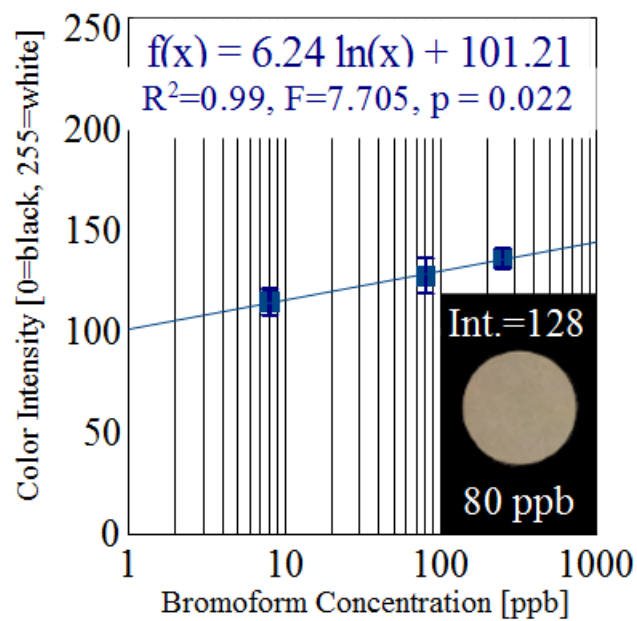 f(x) = 6.24 ln(x) + 101.21
R²=0.99, F=7.705, p = 0.022
Color Intensity [0=black, 255=white]
250
200
150
100
50
0
Int.=128
80 ppb
1 10 100 1000
Bromoform Concentration [ppb]